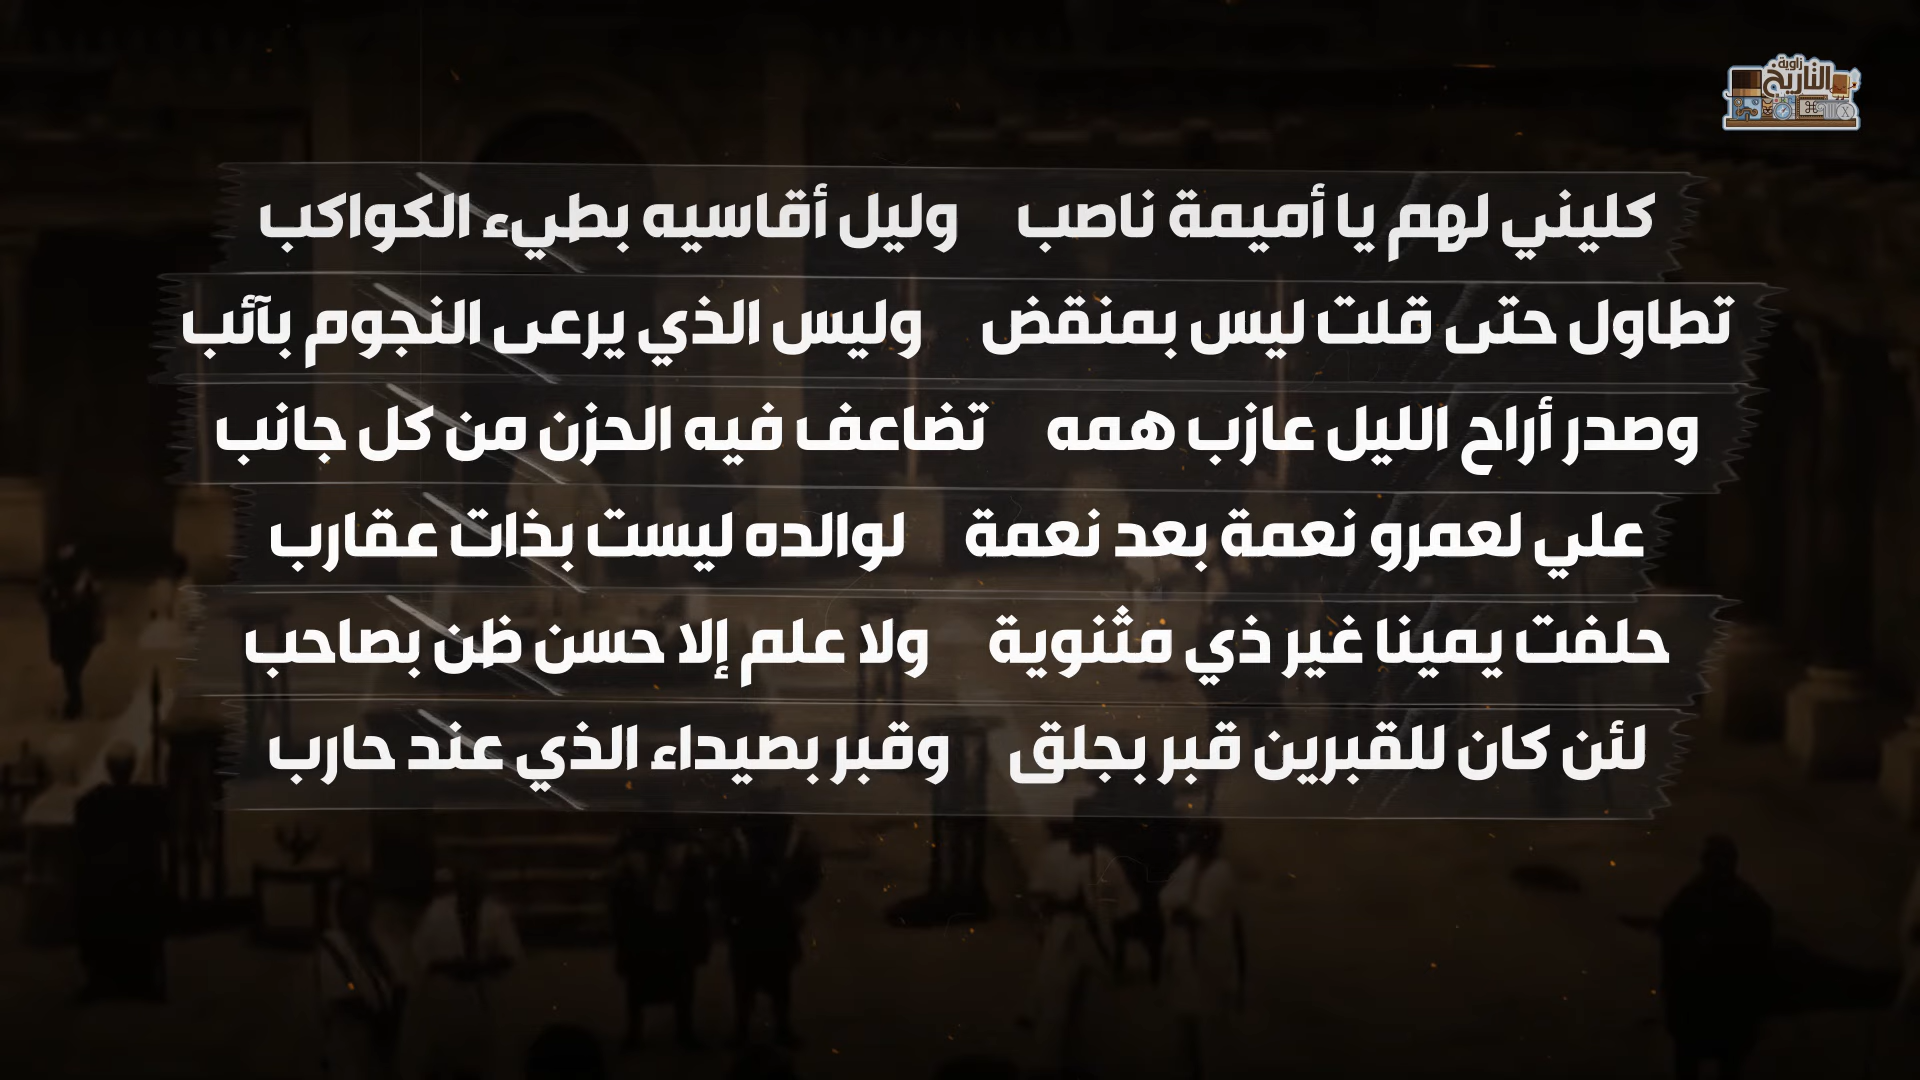 زاوية
التاريخ
كليني لهم يا أميمة ناصب وليل أقاسيه بطيء الكواكب
تطاول حتى قلت ليس بمنقض وليس الذي يرعى النجوم بآئب
وصدر أراح الليل عازب همه تضاعف فيه الحزن من كل جانب
علي لعمرو نعمة بعد نعمة لوالده ليست بذات عقارب
حلفت يمينا غير ذي مثنوية ولا علم إلا حسن ظن بصاحب
لئن كان للقبرين قبر بجلق وقبر بصيداء الذي عند حارب